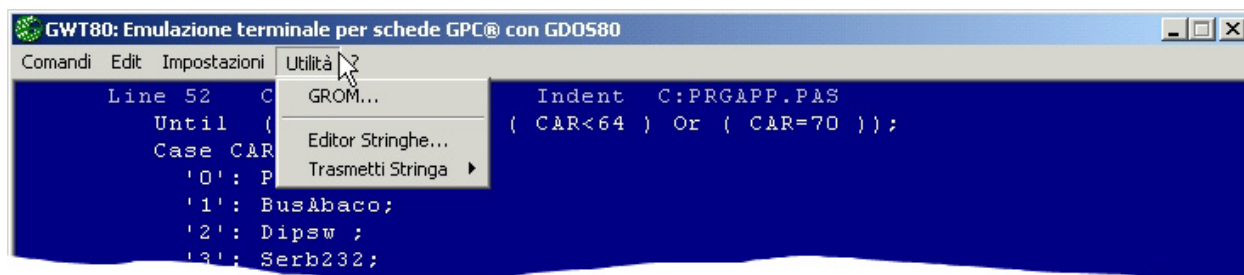 GWT80: Emulazione terminale per schede GPC® con GDOS80
Comandi Edit Impostazioni Utilità ?
Line 52 C Indent C:PRGAPP.PAS
GROM...
Until ( ( CAR<64 ) Or ( CAR=70 ));
Editor Stringhe...
Case CAR
Trasmetti Stringa
'0': P
'1': BusAbaco;
'2': Dipsw ;
'3': Serb232;